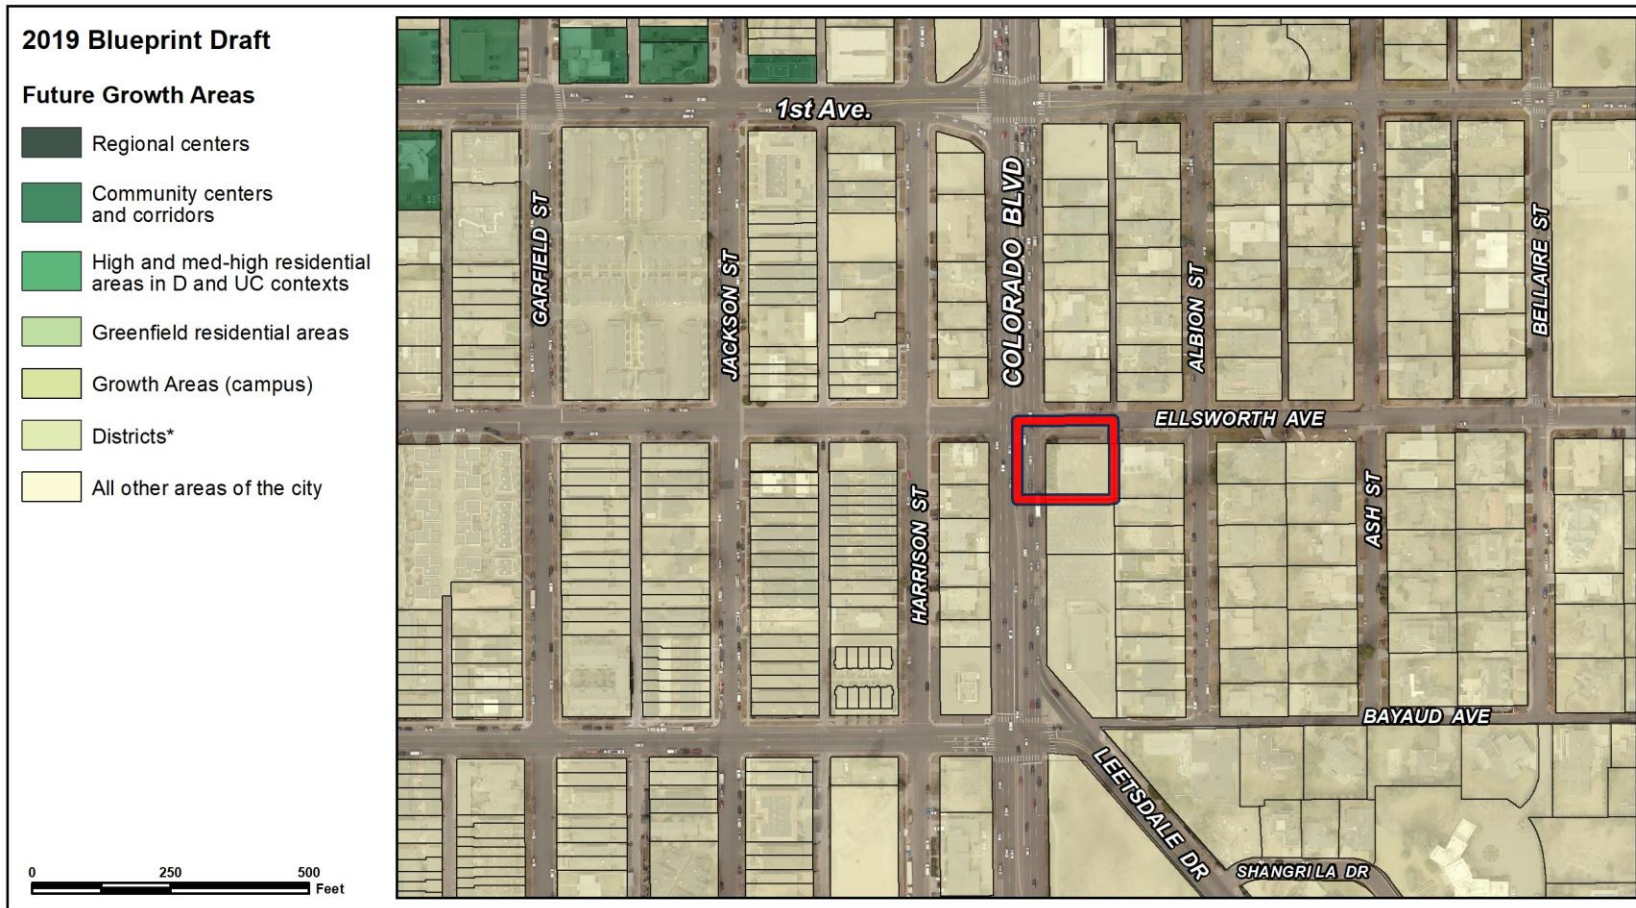 2019 Blueprint Draft
Future Growth Areas
Regional centers
Community centers
and corridors
High and med-high residential
areas in D and UC contexts
Greenfield residential areas
Growth Areas (campus)
Districts*
All other areas of the city
0 250 500
Feet
1st Ave.
GARFIELD ST
JACKSON ST
COLORADO BLVD
ALBION ST
BELLAIRE ST
ELLSWORTH AVE
HARRISON ST
ASH ST
BAYAUD AVE
LEETSDALE DR
SHANGRI LA DR